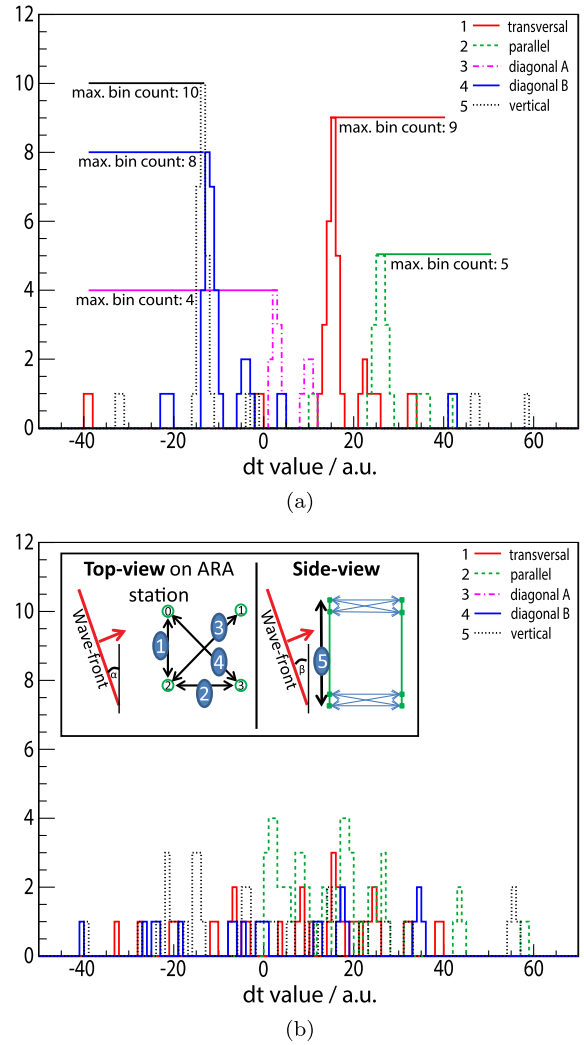 12
10
8
6
4
2
0
1 transversal
2 parallel
3 diagonal A
4 diagonal B
5 vertical
max. bin count: 10
max. bin count: 9
max. bin count: 8
max. bin count: 5
max. bin count: 4
-40 -20 0 20 40 60
dt value / a.u.
(a)
12
10
8
6
4
2
0
1 transversal
2 parallel
3 diagonal A
4 diagonal B
5 vertical
Top-view on ARA
station
Side-view
Wave-front
α
0 1
1 3 4
2 2 3
Wave-front
β
5
-40 -20 0 20 40 60
dt value / a.u.
(b)